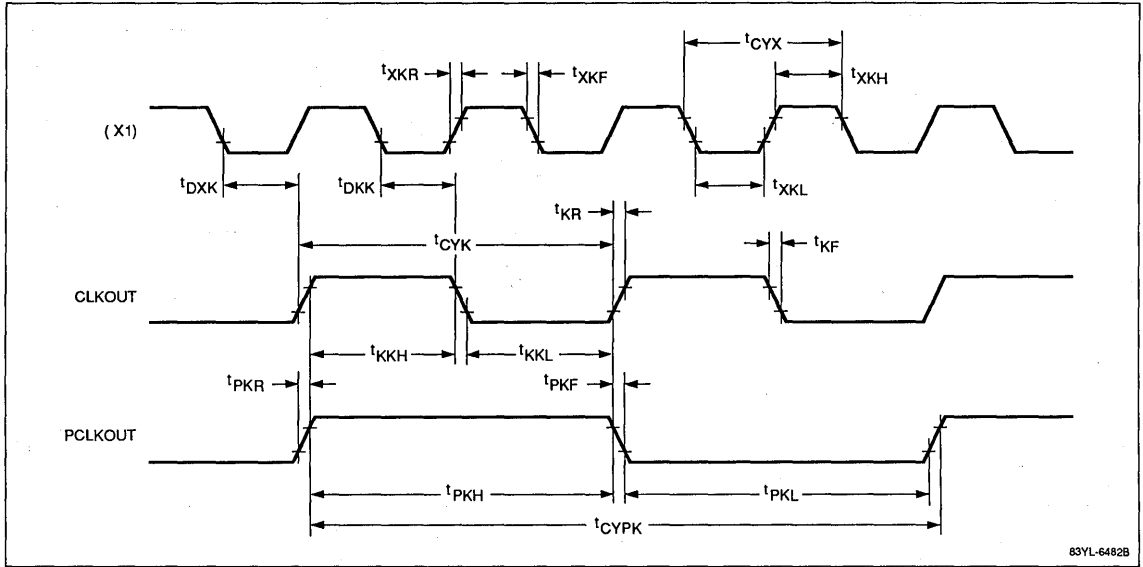 tCYX
tXKR
tXKF
tXKH
(X1)
tXKL
tDXK
tDKK
tKR
tCYK
tKF
CLKOUT
tKKH
tKKL
tPKR
tPKF
PCLKOUT
tPKH
tPKL
tCYPK
83YL-6482B